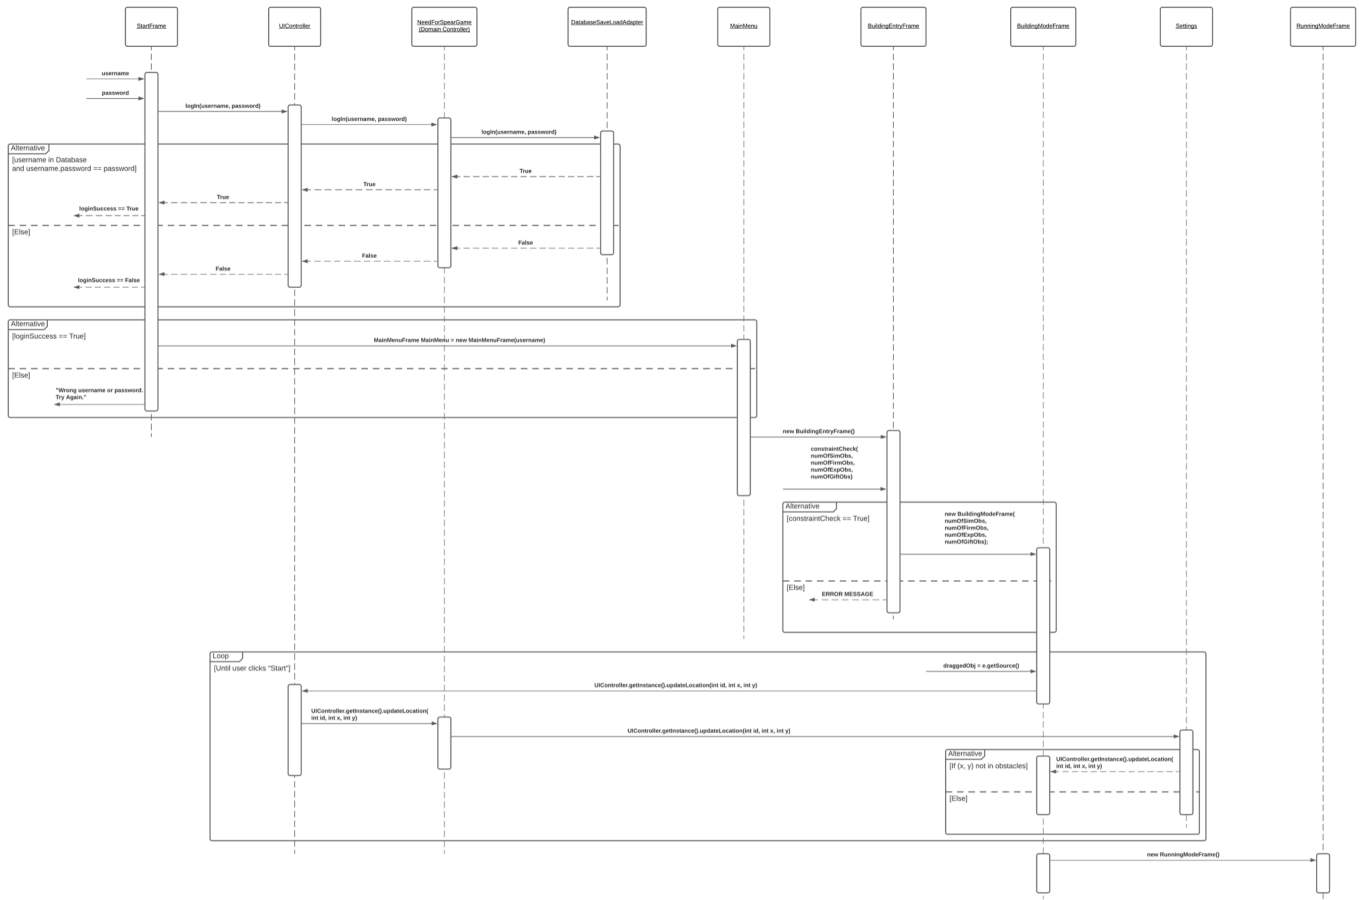 StartFrame
UIController
NeedForSpearGame
(Domain Controller)
DatabaseSaveLoadAdapter
MainMenu
BuildingEntryFrame
BuildingModeFrame
Settings
RunningModeFrame
username
password
logIn(username, password)
logIn(username, password)
logIn(username, password)
Alternative
[username in Database
and username.password == password]
True
True
True
loginSuccess == True
[Else]
False
False
False
loginSuccess == False
Alternative
[loginSuccess == True]
MainMenuFrame MainMenu = new MainMenuFrame(username)
[Else]
"Wrong username or password.
Try Again."
new BuildingEntryFrame()
constraintCheck(
numOfSimObs,
numOfFirmObs,
numOfExpObs,
numOfGiftObs)
Alternative
[constraintCheck == True]
new BuildingModeFrame(
numOfSimObs,
numOfFirmObs,
numOfExpObs,
numOfGiftObs);
[Else]
ERROR MESSAGE
Loop
[Until user clicks "Start"]
draggedObj = e.getSource()
UIController.getInstance().updateLocation(int id, int x, int y)
UIController.getInstance().updateLocation(
int id, int x, int y)
UIController.getInstance().updateLocation(int id, int x, int y)
Alternative
[If (x, y) not in obstacles]
UIController.getInstance().updateLocation(
int id, int x, int y)
[Else]
new RunningModeFrame()